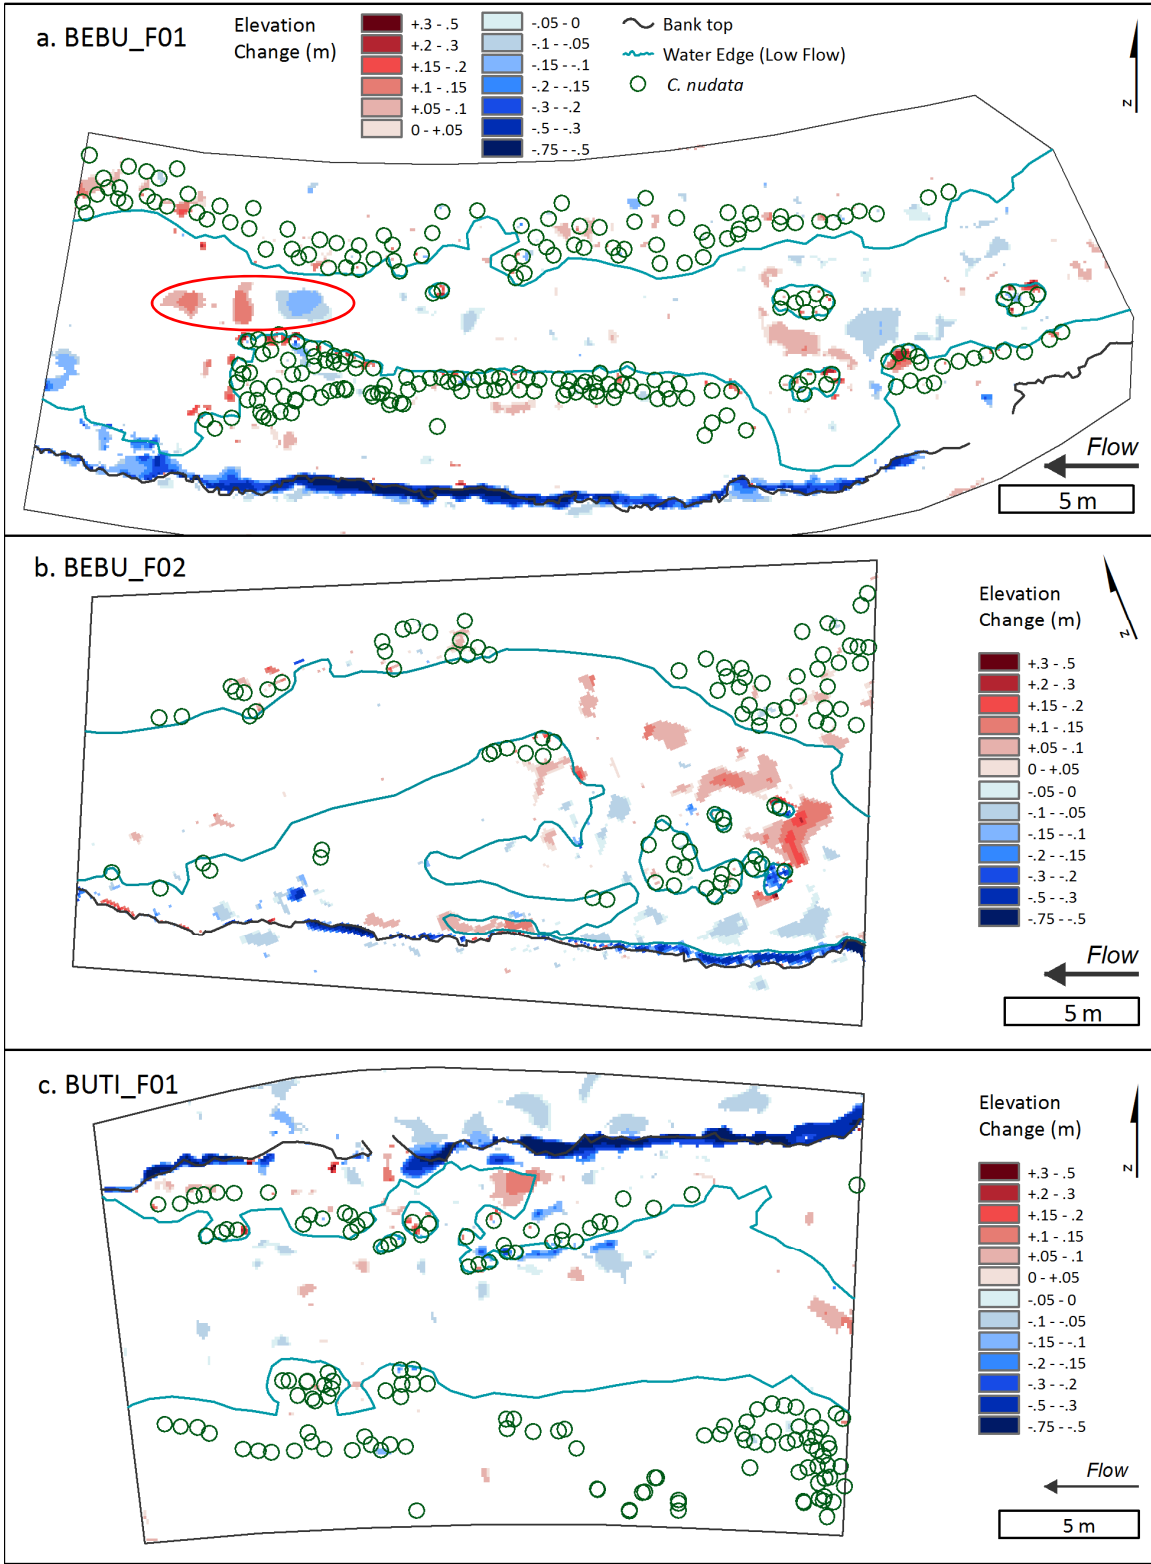 a. BEBU_F01
Elevation
Change (m)
+.3 - .5
+.2 - .3
+.15 - .2
+.1 - .15
+.05 - .1
0 - +.05
-.05 - 0
-.1 - -.05
-.15 - -.1
-.2 - -.15
-.3 - -.2
-.5 - -.3
-.75 - -.5
Bank top
Water Edge (Low Flow)
C. nudata
z
Flow
5 m
b. BEBU_F02
z
Elevation
Change (m)
+.3 - .5
+.2 - .3
+.15 - .2
+.1 - .15
+.05 - .1
0 - +.05
-.05 - 0
-.1 - -.05
-.15 - -.1
-.2 - -.15
-.3 - -.2
-.5 - -.3
-.75 - -.5
Flow
5 m
c. BUTI_F01
Elevation
Change (m)
z
+.3 - .5
+.2 - .3
+.15 - .2
+.1 - .15
+.05 - .1
0 - +.05
-.05 - 0
-.1 - -.05
-.15 - -.1
-.2 - -.15
-.3 - -.2
-.5 - -.3
-.75 - -.5
Flow
5 m